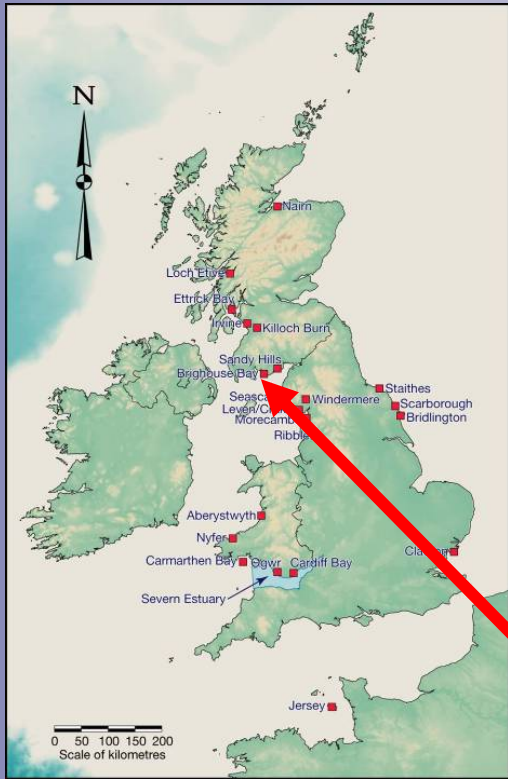 N
Nairn
Loch Etive
Ettrick Bay
Irvine
Killoch Burn
Sandy Hills
Brighouse Bay
Staithes
Windermere
Scarborough
Bridlington
Morecamb
Ribble
Aberystwyth
Nyfer
Carmarthen Bay
Ogwr
Cardiff Bay
Severn Estuary
Jersey
0 50 100 150 200
Scale of kilometres